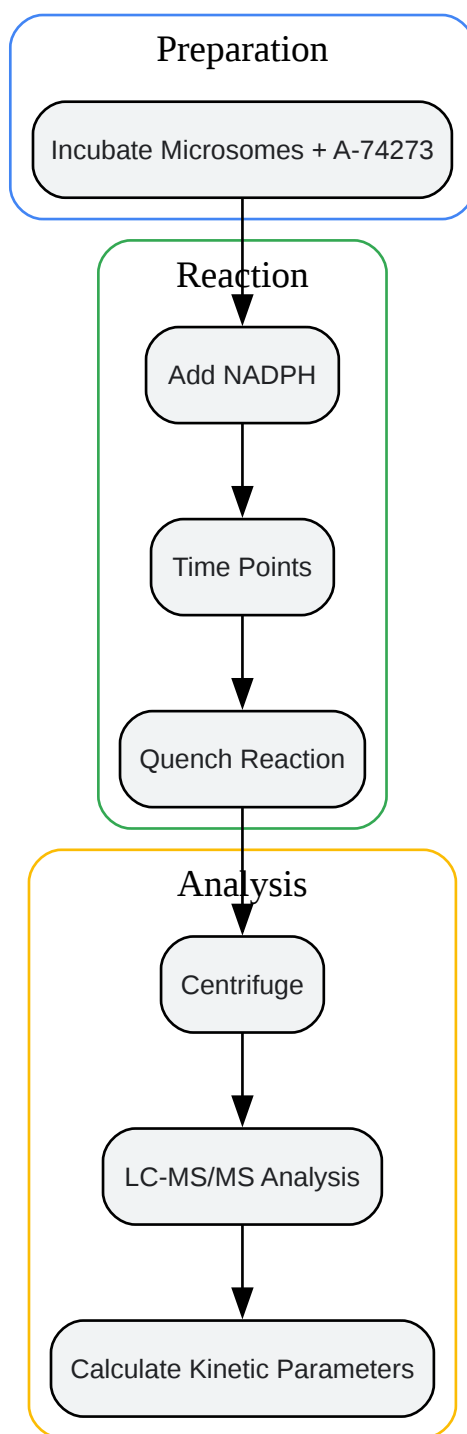 Preparation
Incubate Microsomes + A-74273
Reaction
Add NADPH
Time Points
Quench Reaction
Analysis
Centrifuge
LC-MS/MS Analysis
Calculate Kinetic Parameters